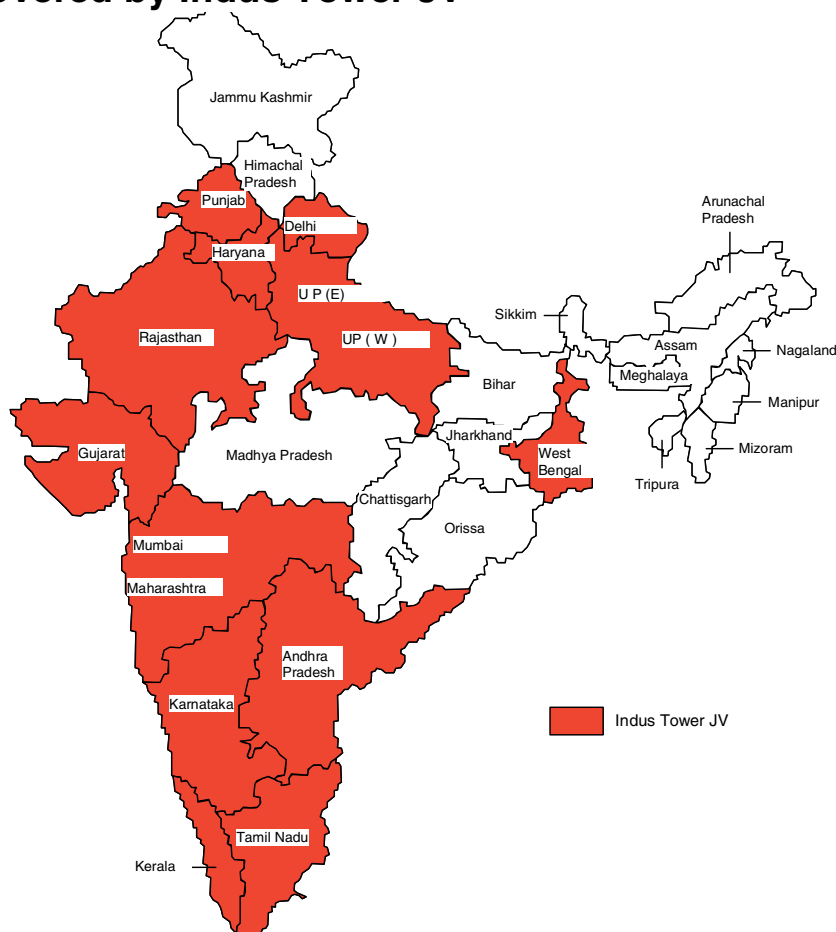 overed by Indus Tower JV
Jammu Kashmir
Himachal
Pradesh
Punjab
Arunachal
Pradesh
Delhi
Haryana
U P (E)
Sikkim
Rajasthan
UP ( W )
Assam
Nagaland
Meghalaya
Bihar
Manipur
Jharkhand
Gujarat
Madhya Pradesh
West
Bengal
Mizoram
Tripura
Chattisgarh
Orissa
Mumbai
Maharashtra
Andhra
Pradesh
Karnataka
Indus Tower JV
Tamil Nadu
Kerala